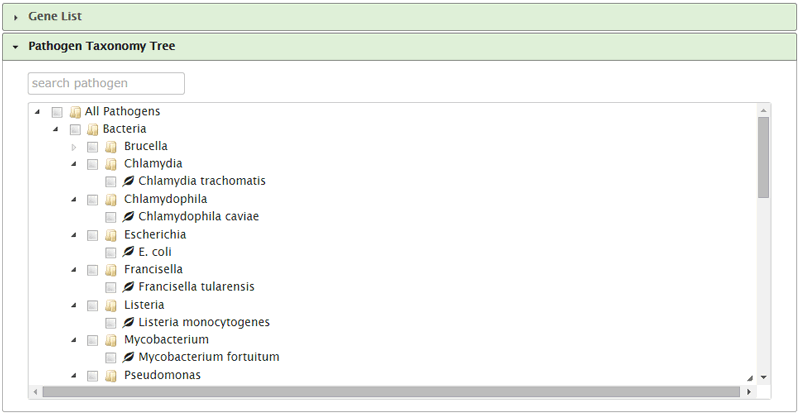 Gene List
Pathogen Taxonomy Tree
search pathogen
All Pathogens
Bacteria
Brucella
Chlamydia
Chlamydia trachomatis
Chlamydophila
Chlamydophila caviae
Escherichia
E. coli
Francisella
Francisella tularensis
Listeria
Listeria monocytogenes
Mycobacterium
Mycobacterium fortuitum
Pseudomonas